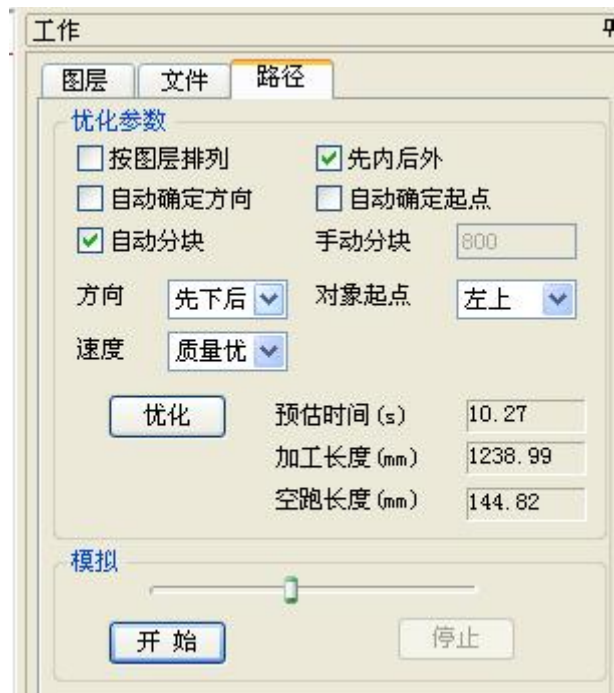 工作
图层 文件 路径
优化参数
按图层排列 先内后外
自动确定方向 自动确定起点
自动分块 手动分块 800
方向 先下后 对象起点 左上
速度 质量优
优化 预估时间(s) 10.27
加工长度(mm) 1238.99
空跑长度(mm) 144.82
模拟
开 始 停止